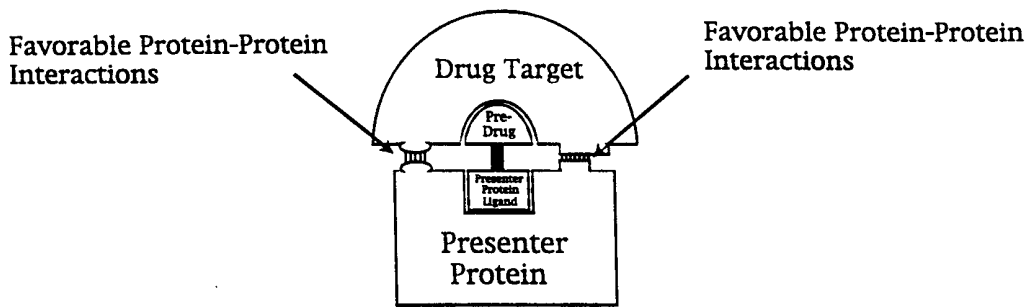 Favorable Protein-Protein
Interactions
Drug Target
Favorable Protein-Protein
Interactions
Pre-
Drug
Presenter
Protein
Ligand
Presenter
Protein